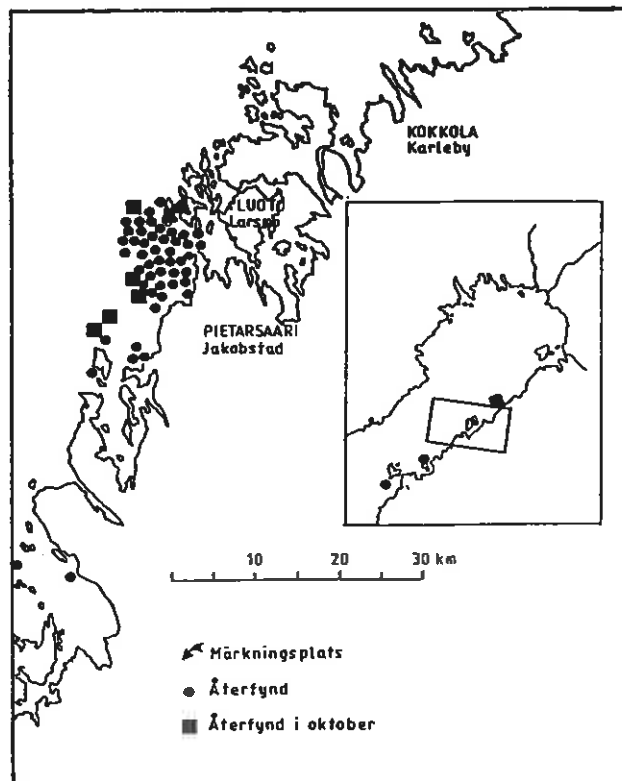 KOKKOLA
Karleby
LUOTO
Larsmo
PIETARSAARI
Jakobstad
10 20 30 km
Märkningsplats
Återfynd
Återfynd i oktober